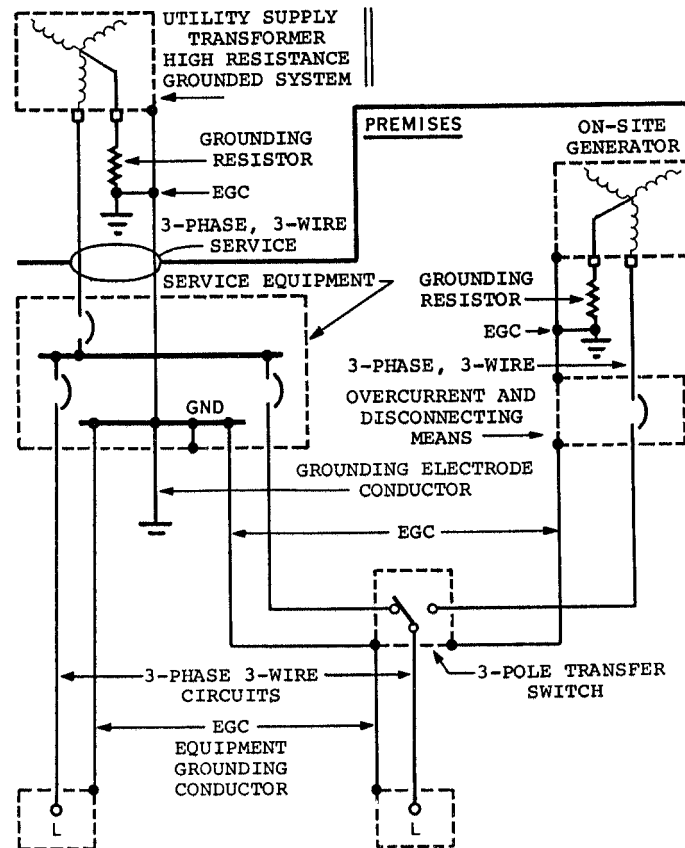 UTILITY SUPPLY
TRANSFORMER
HIGH RESISTANCE
GROUNDED SYSTEM
PREMISES
ON-SITE
GENERATOR
GROUNDING
RESISTOR
EGC
3-PHASE, 3-WIRE
SERVICE
SERVICE EQUIPMENT
GROUNDING
RESISTOR
EGC
3-PHASE, 3-WIRE
OVERCURRENT AND
DISCONNECTING
MEANS
GND
GROUNDING ELECTRODE
CONDUCTOR
EGC
3-PHASE 3-WIRE
CIRCUITS
3-POLE TRANSFER
SWITCH
EGC
EQUIPMENT
GROUNDING
CONDUCTOR
L
L